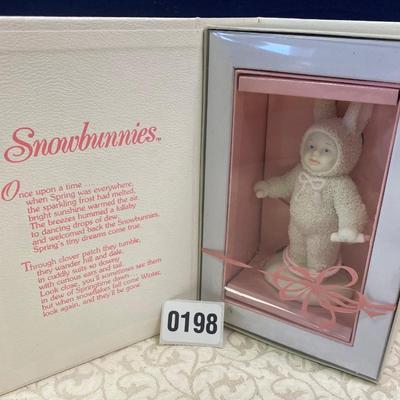 Snowbunnies™
Once upon a time...
when Spring was everywhere,
the sparkling frost had melted,
bright sunshine warmed the air.
The breezes hummed a lullaby
to dancing drops of dew,
and welcomed back the Snowbunnies,
Spring's tiny dreams come true.
Through clover patch they tumble,
they wander hill and dale,
in cuddly suits so downy
with curious ears and tail.
Look close, you'll sometimes see them
in dew of Springtime dawn...
but when snowflakes fall come Winter,
look again, and they'll be gone.
0198